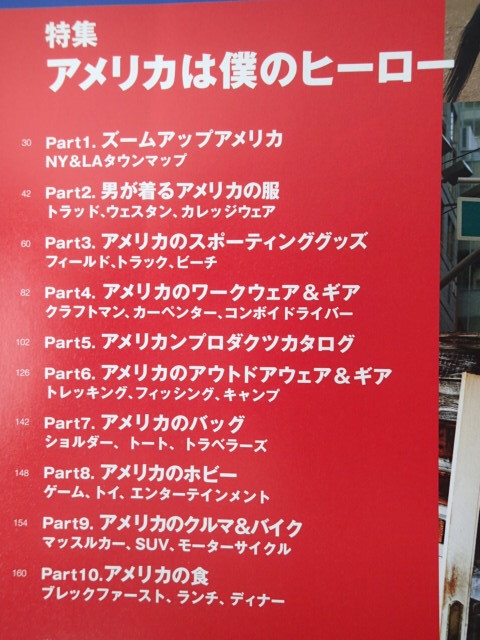 特集
アメリカは僕のヒーロー
30 Part1. ズームアップアメリカ
NY&LAタウンマップ
42 Part2. 男が着るアメリカの服
トラッド、ウェスタン、カレッジウェア
60 Part3. アメリカのスポーティンググッズ
フィールド、トラック、ビーチ
82 Part4. アメリカのワークウェア&ギア
クラフトマン、カーペンター、コンボイドライバー
102 Part5. アメリカンプロダクツカタログ
126 Part6. アメリカのアウトドアウェア&ギア
トレッキング、フィッシング、キャンプ
142 Part7. アメリカのバッグ
ショルダー、トート、トラベラーズ
148 Part8. アメリカのホビー
ゲーム、トイ、エンターテインメント
154 Part9. アメリカのクルマ&バイク
マッスルカー、SUV、モーターサイクル
160 Part10.アメリカの食
ブレックファースト、ランチ、ディナー